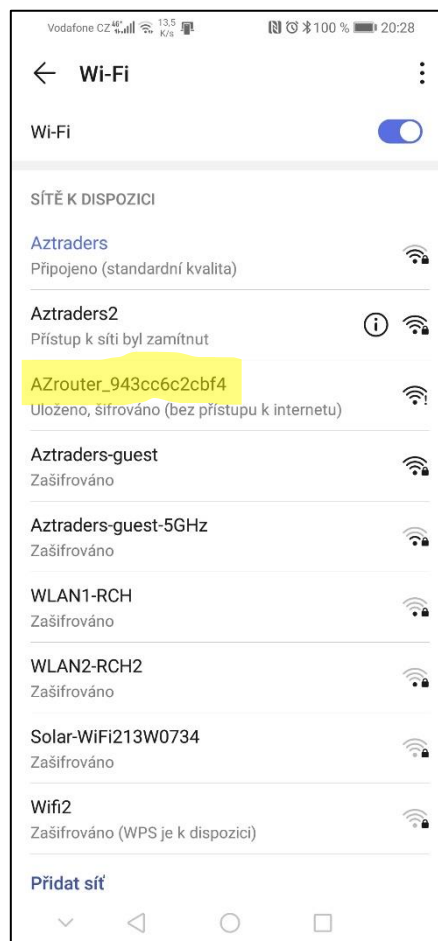 Vodafone CZ 4G+ 13,5 K/s 100 % 20:28
Wi-Fi
Wi-Fi
SÍTĚ K DISPOZICI
Aztraders
Připojeno (standardní kvalita)
Aztraders2
Přístup k síti byl zamítnut
AZrouter_943cc6c2cbf4
Uloženo, šifrováno (bez přístupu k internetu)
Aztraders-guest
Zašifrováno
Aztraders-guest-5GHz
Zašifrováno
WLAN1-RCH
Zašifrováno
WLAN2-RCH2
Zašifrováno
Solar-WiFi213W0734
Zašifrováno
Wifi2
Zašifrováno (WPS je k dispozici)
Přidat síť